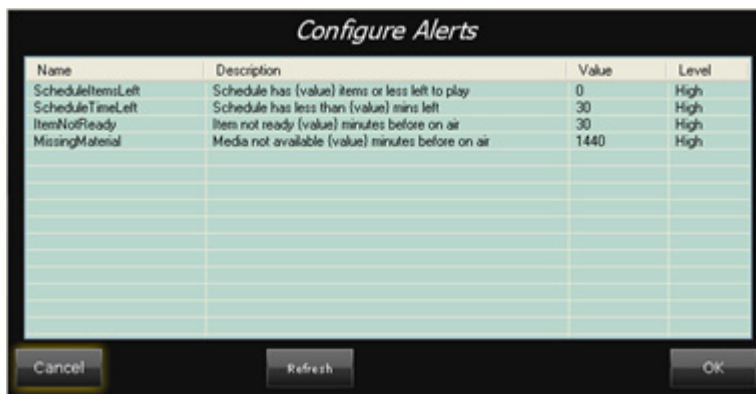 Configure Alerts
Name Description Value Level
ScheduleItemsLeft Schedule has {value} items or less left to play 0 High
ScheduleTimeLeft Schedule has less than {value} mins left 30 High
ItemNotReady Item not ready {value} minutes before on air 30 High
MissingMaterial Media not available {value} minutes before on air 1440 High
Cancel Refresh OK